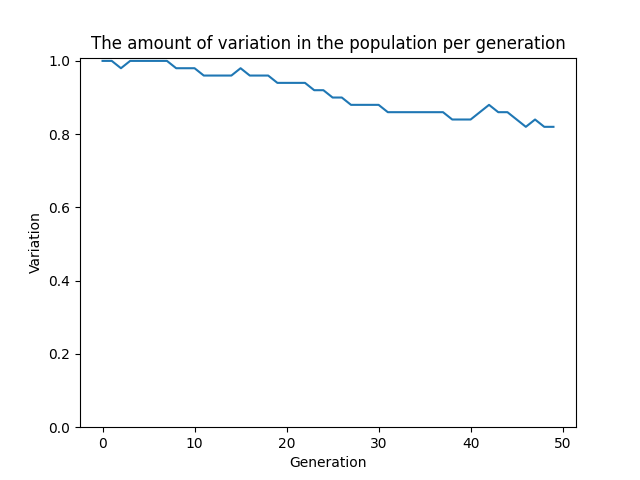 The amount of variation in the population per generation
1.0
0.8
0.6
0.4
0.2
0.0
Variation
0 10 20 30 40 50
Generation